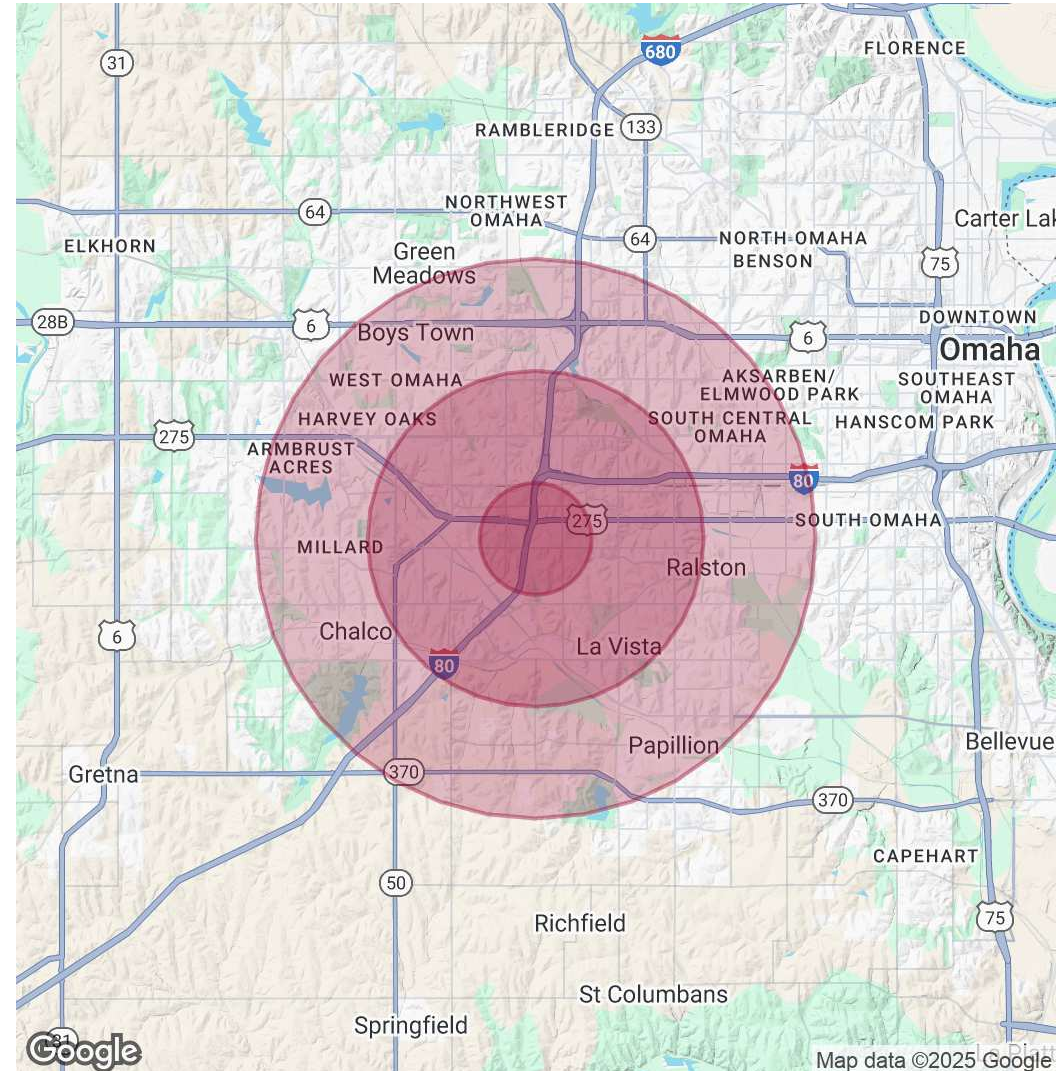 FLORENCE
680
31
RAMBLERIDGE
133
NORTHWEST
OMAHA
64
Carter Lak
ELKHORN
Green
Meadows
64
NORTH OMAHA
BENSON
75
28B
6
Boys Town
6
DOWNTOWN
Omaha
WEST OMAHA
AKSARBEN/
ELMWOOD PARK
SOUTHEAST
OMAHA
HARVEY OAKS
SOUTH CENTRAL
OMAHA
HANSCOM PARK
275
ARMBRUST
ACRES
80
275
SOUTH OMAHA
MILLARD
Ralston
6
Chalco
La Vista
80
Papillion
Bellevue
Gretna
370
370
CAPEHART
50
75
Richfield
St Columbans
Springfield
31
Google
Map data ©2025 Google